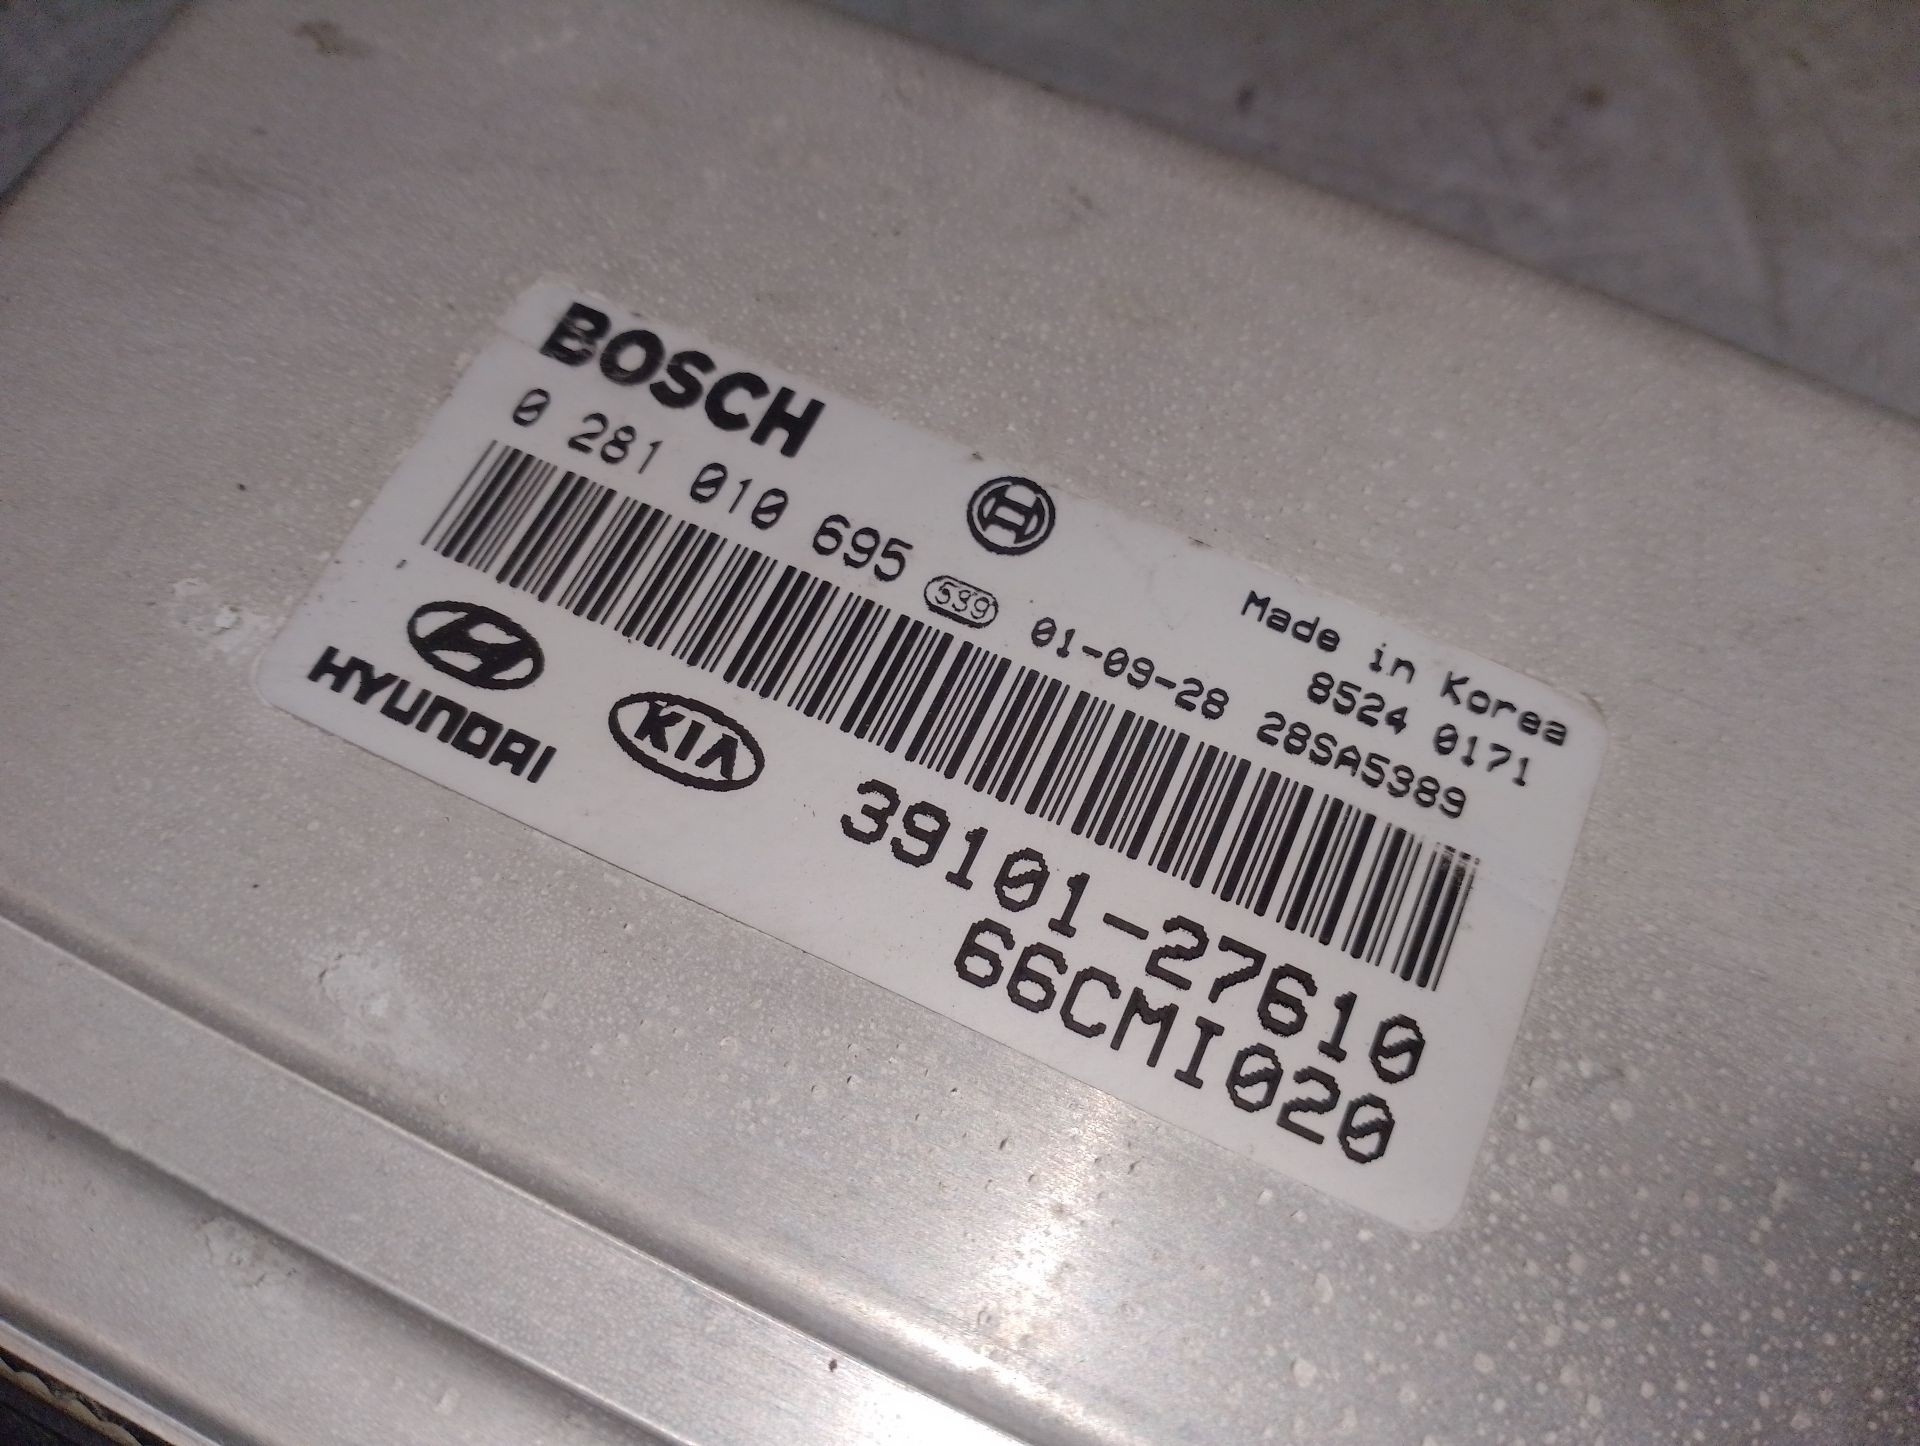 BOSCH
0 281 010 695
539
01-09-28
28SA5389
Made in Korea
8524 0171
HYUNDAI
KIA
39101-27610
66CMI020